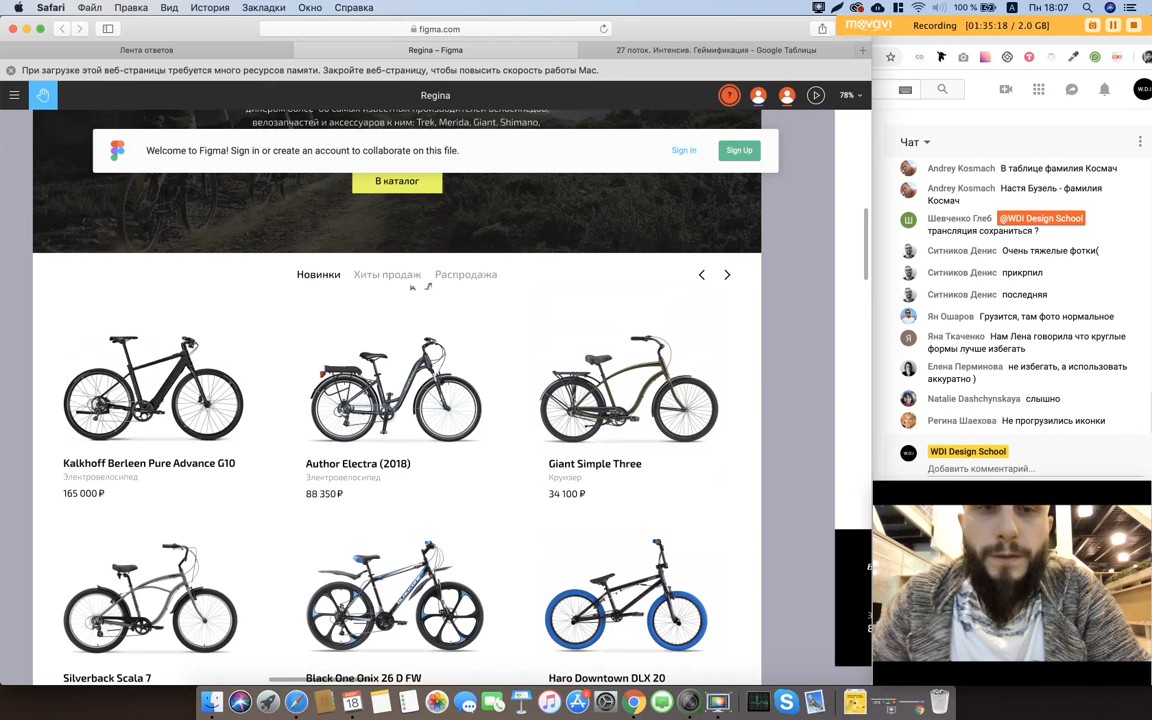 Safari Файл Правка Вид История Закладки Окно Справка
100 % Пн 18:07
movavi Recording [01:35:18 / 2.0 GB]
figma.com
Лента ответов
Regina – Figma
27 поток. Интенсив. Геймификация - Google Таблицы
При загрузке этой веб-страницы требуется много ресурсов памяти. Закройте веб-страницу, чтобы повысить скорость работы Mac.
Regina
78%
велозапчастей и аксессуаров к ним: Trek, Merida, Giant, Shimano,
Welcome to Figma! Sign in or create an account to collaborate on this file.
Sign In
Sign Up
В каталог
Новинки Хиты продаж Распродажа
Kalkhoff Berleen Pure Advance G10
Электровелосипед
165 000 ₽
Author Electra (2018)
Электровелосипед
88 350 ₽
Giant Simple Three
Круизер
34 100 ₽
Silverback Scala 7
Black One Onix 26 D FW
Haro Downtown DLX 20
Чат
Andrey Kosmach В таблице фамилия Космач
Andrey Kosmach Настя Бузель - фамилия
Космач
Шевченко Глеб @WDI Design School
трансляция сохраниться ?
Ситников Денис Очень тяжелые фотки(
Ситников Денис прикрпил
Ситников Денис последняя
Ян Ошаров Грузится, там фото нормальное
Яна Ткаченко Нам Лена говорила что круглые
формы лучше избегать
Елена Перминова не избегать, а использовать
аккуратно )
Natalie Dashchynskaya слышно
Регина Шаехова Не прогрузились иконки
WDI Design School
Добавить комментарий...